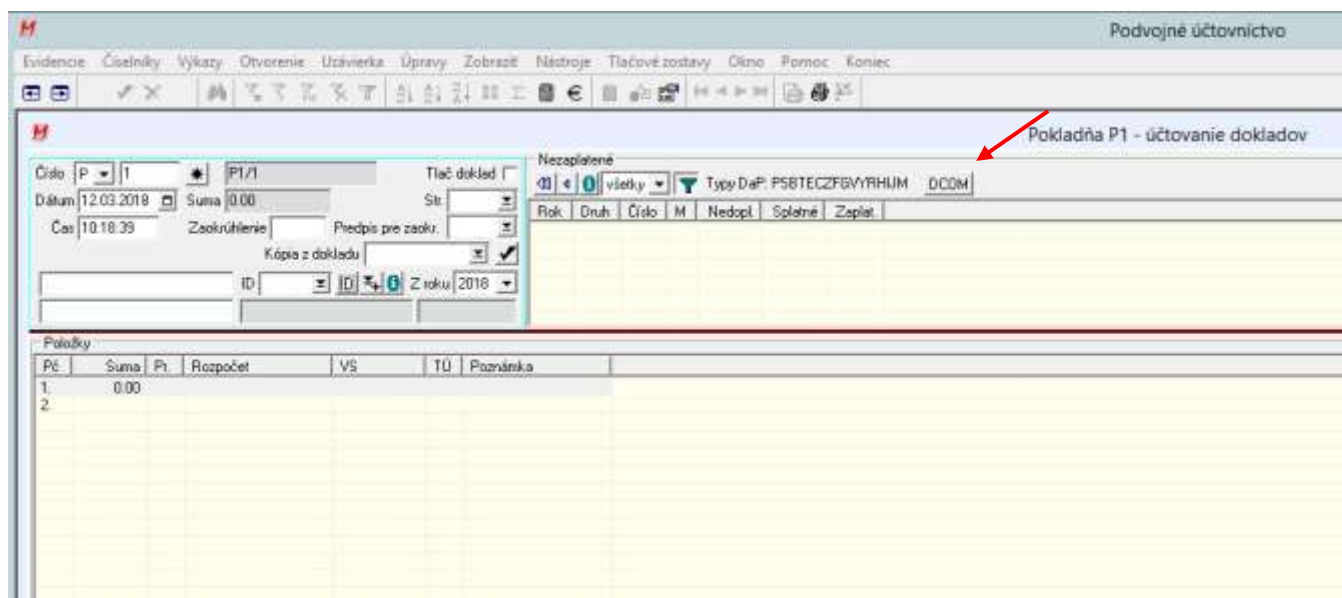 Podvojné účtovníctvo
Evidencie Číselníky Výkazy Otvorenie Uzávierka Úpravy Zobraziť Nástroje Tlačové zostavy Okno Pomoc Koniec
Pokladňa P1 - účtovanie dokladov
Číslo P 1 P1/1 Tlač doklad
Dátum 12.03.2018 Suma 0.00 Str.
Čas 10:18:39 Zaokrúhlenie Predpis pre zaokr.
Kópia z dokladu
ID ID Z roku 2018
Nezaplatené
všetky Typy DaP: PSBTECZFGVYRHIJM DCOM
Rok Druh Číslo M Nedopl. Splatné Zaplat.
Položky
Pč Suma Pr. Rozpočet VS TÚ Poznámka
1. 0.00
2.